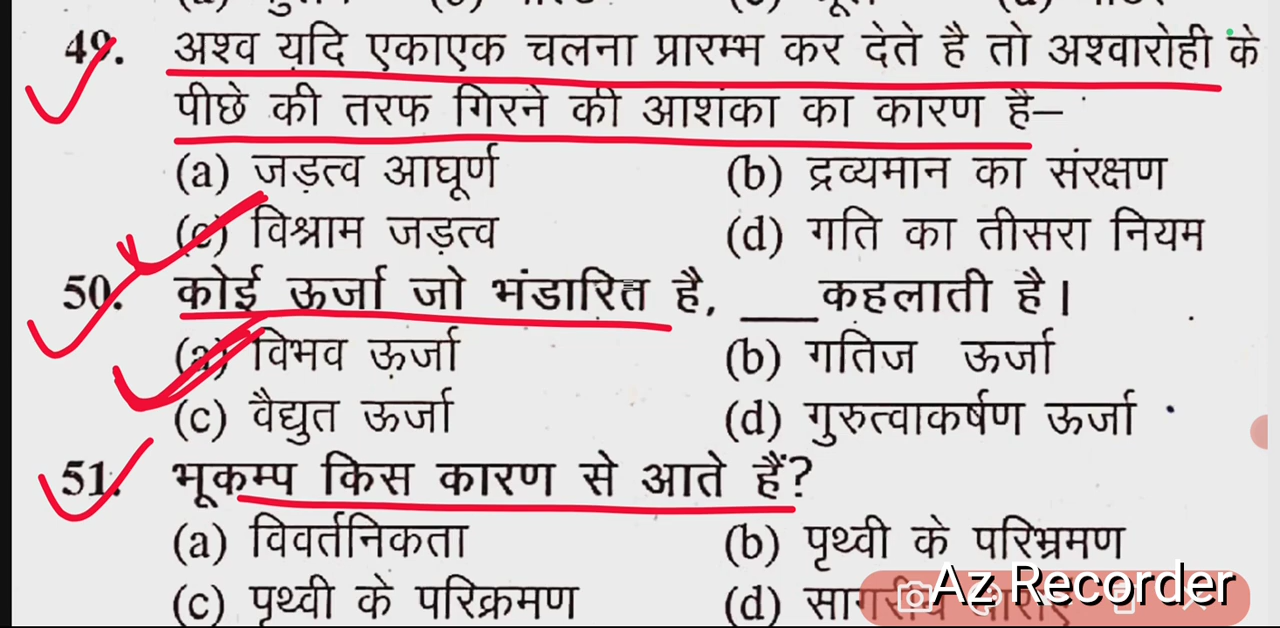 49. अश्व यदि एकाएक चलना प्रारम्भ कर देते है तो अश्वारोही के
पीछे की तरफ गिरने की आशंका का कारण है–
(a) जड़त्व आघूर्ण (b) द्रव्यमान का संरक्षण
(c) विश्राम जड़त्व (d) गति का तीसरा नियम
50. कोई ऊर्जा जो भंडारित है, ___कहलाती है।
(a) विभव ऊर्जा (b) गतिज ऊर्जा
(c) वैद्युत ऊर्जा (d) गुरुत्वाकर्षण ऊर्जा
51. भूकम्प किस कारण से आते हैं?
(a) विवर्तनिकता (b) पृथ्वी के परिभ्रमण
(c) पृथ्वी के परिक्रमण (d) सागरीय
Az Recorder